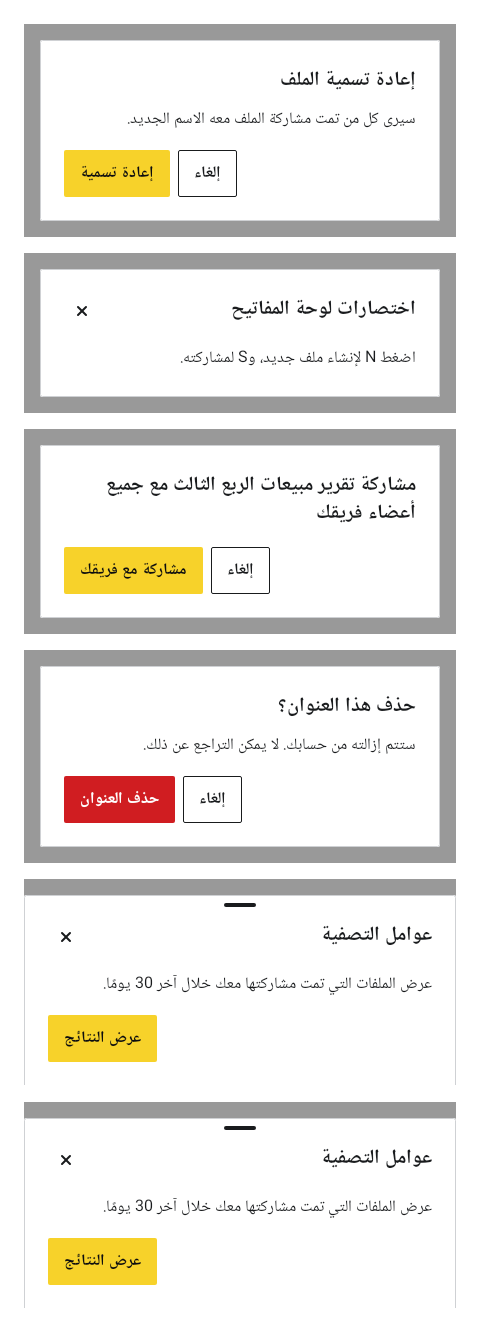 إعادة تسمية الملف
سيرى كل من تمت مشاركة الملف معه الاسم الجديد.
إلغاء
إعادة تسمية
اختصارات لوحة المفاتيح
اضغط N لإنشاء ملف جديد، وS لمشاركته.
مشاركة تقرير مبيعات الربع الثالث مع جميع
أعضاء فريقك
إلغاء
مشاركة مع فريقك
حذف هذا العنوان؟
ستتم إزالته من حسابك. لا يمكن التراجع عن ذلك.
إلغاء
حذف العنوان
عوامل التصفية
عرض الملفات التي تمت مشاركتها معك خلال آخر 30 يومًا.
عرض النتائج
عوامل التصفية
عرض الملفات التي تمت مشاركتها معك خلال آخر 30 يومًا.
عرض النتائج